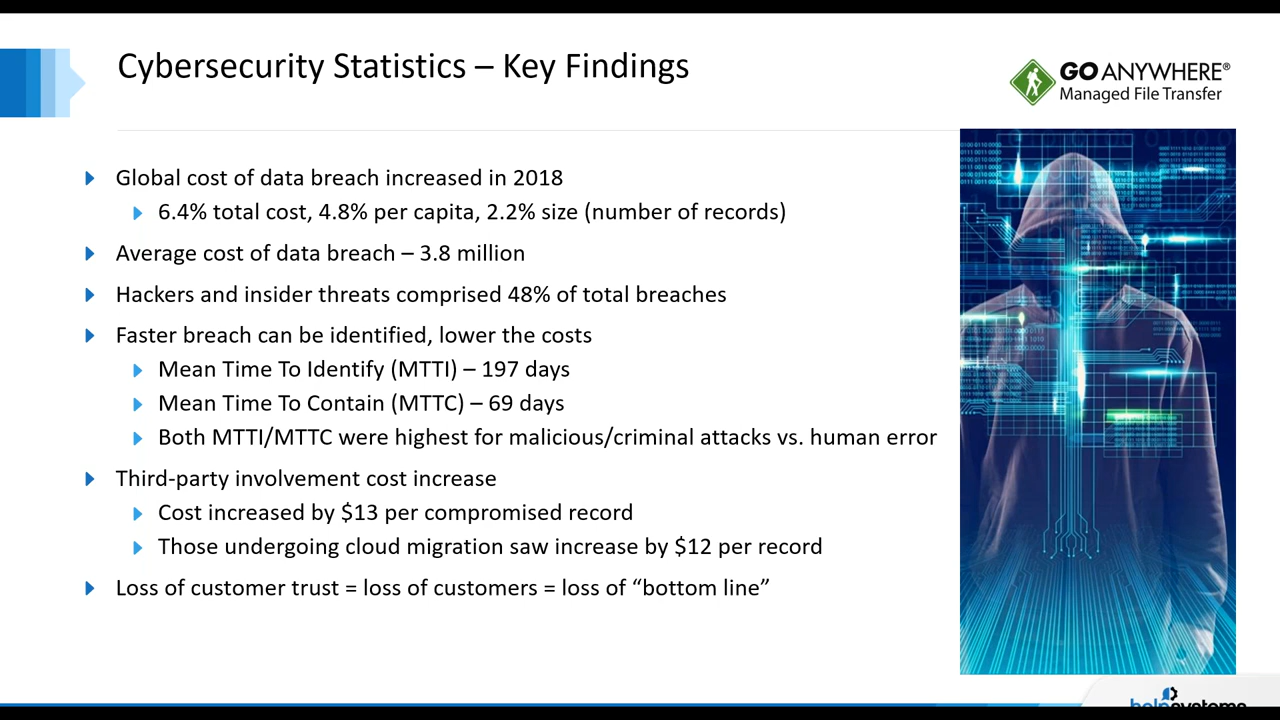 Cybersecurity Statistics – Key Findings
GO ANYWHERE®
Managed File Transfer
Global cost of data breach increased in 2018
6.4% total cost, 4.8% per capita, 2.2% size (number of records)
Average cost of data breach – 3.8 million
Hackers and insider threats comprised 48% of total breaches
Faster breach can be identified, lower the costs
Mean Time To Identify (MTTI) – 197 days
Mean Time To Contain (MTTC) – 69 days
Both MTTI/MTTC were highest for malicious/criminal attacks vs. human error
Third-party involvement cost increase
Cost increased by $13 per compromised record
Those undergoing cloud migration saw increase by $12 per record
Loss of customer trust = loss of customers = loss of “bottom line”